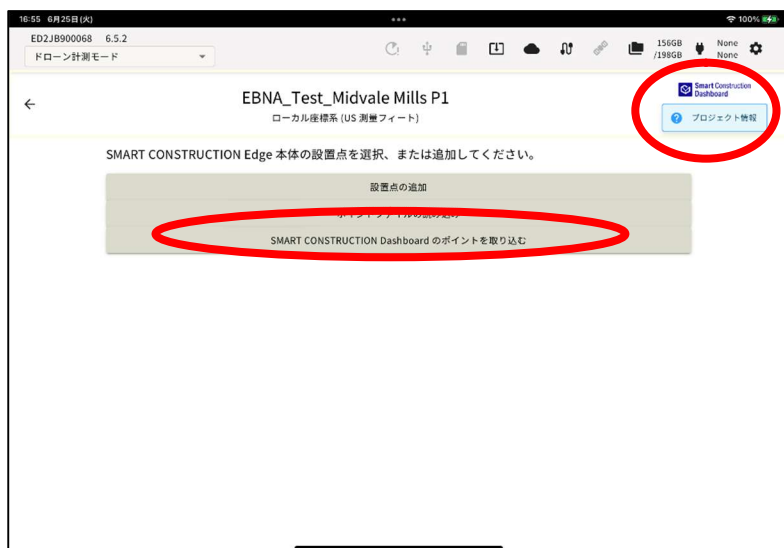 16:55 6月25日(火)
100%
ED2JB900068 6.5.2
ドローン計測モード
156GB
/198GB
None
None
EBNA_Test_Midvale Mills P1
ローカル座標系 (US 測量フィート)
Smart Construction
Dashboard
プロジェクト情報
SMART CONSTRUCTION Edge 本体の設置点を選択、または追加してください。
設置点の追加
SMART CONSTRUCTION Dashboard のポイントを取り込む